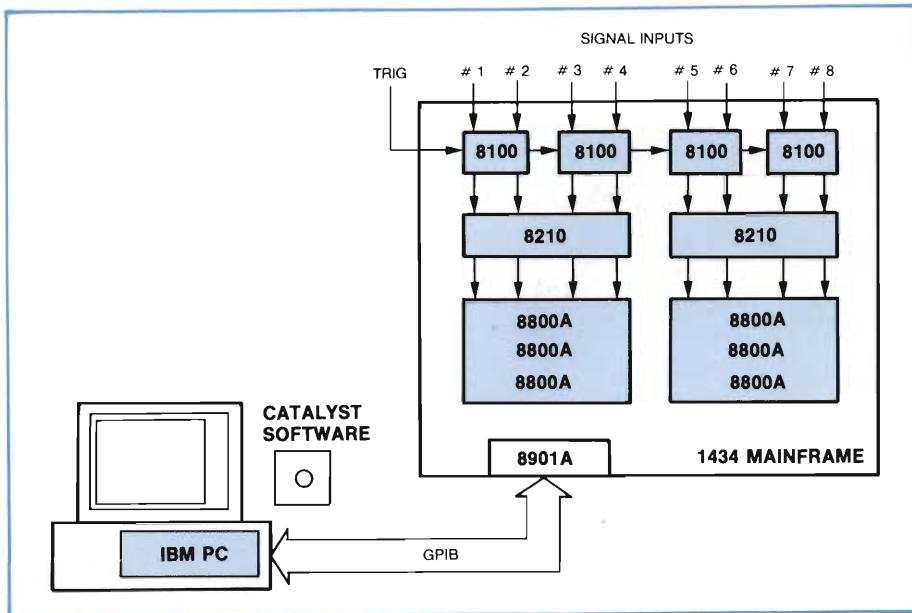 SIGNAL INPUTS
TRIG # 1 # 2 # 3 # 4 # 5 # 6 # 7 # 8
8100 8100 8100 8100
8210 8210
8800A 8800A
8800A 8800A
8800A 8800A
CATALYST
SOFTWARE
8901A 1434 MAINFRAME
IBM PC GPIB